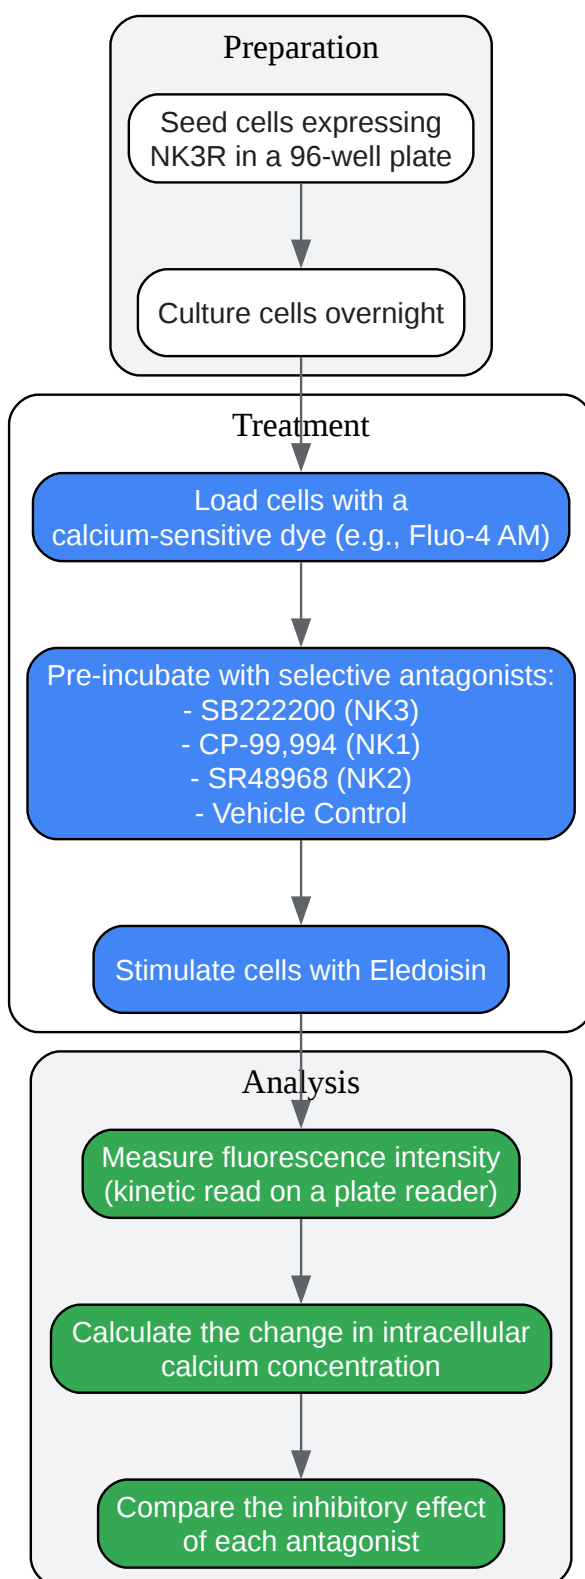 Preparation
Seed cells expressing
NK3R in a 96-well plate
Culture cells overnight
Treatment
Load cells with a
calcium-sensitive dye (e.g., Fluo-4 AM)
Pre-incubate with selective antagonists:
- SB222200 (NK3)
- CP-99,994 (NK1)
- SR48968 (NK2)
- Vehicle Control
Stimulate cells with Eledoisin
Analysis
Measure fluorescence intensity
(kinetic read on a plate reader)
Calculate the change in intracellular
calcium concentration
Compare the inhibitory effect
of each antagonist